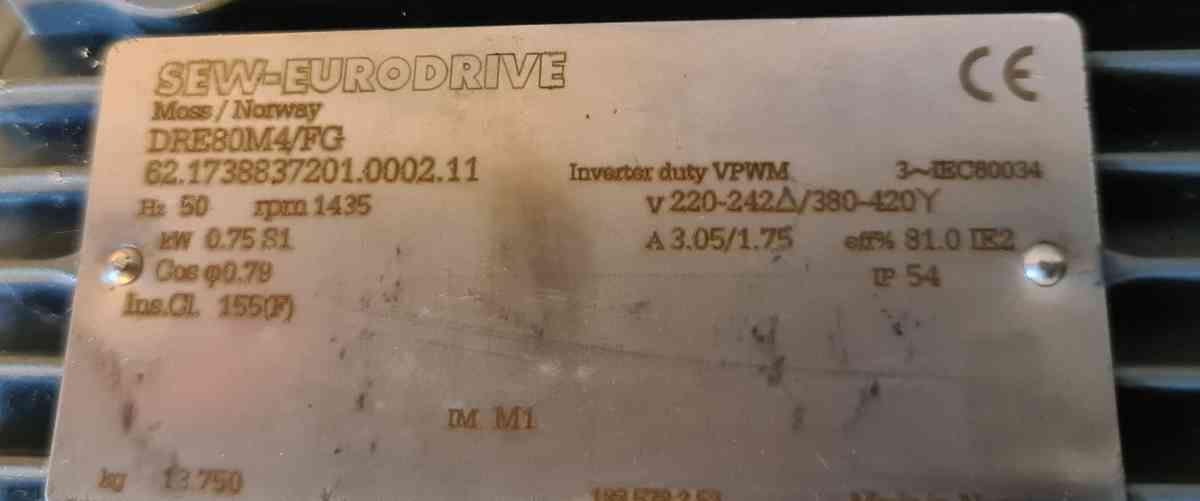 SEW-EURODRIVE
CE
Moss / Norway
DRE80M4/FG
62.1738837201.0002.11 Inverter duty VPWM 3~IEC60034
Hz 50 rpm 1435 V 220-242Δ/380-420Y
kW 0.75 S1 A 3.05/1.75 eff% 81.0 IE2
Cos φ0.79 IP 54
Ins.Cl. 155(F)
IM M1
kg 13.750